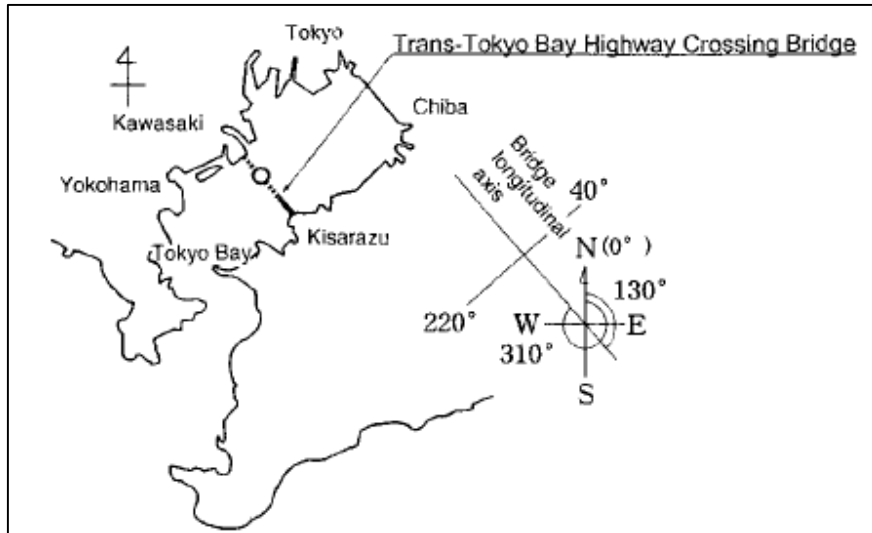 Tokyo
Trans-Tokyo Bay Highway Crossing Bridge
Chiba
Kawasaki
Yokohama
Kisarazu
Tokyo Bay
Bridge
longitudinal
axis
40°
N(0°)
130°
220°
W
E
310°
S